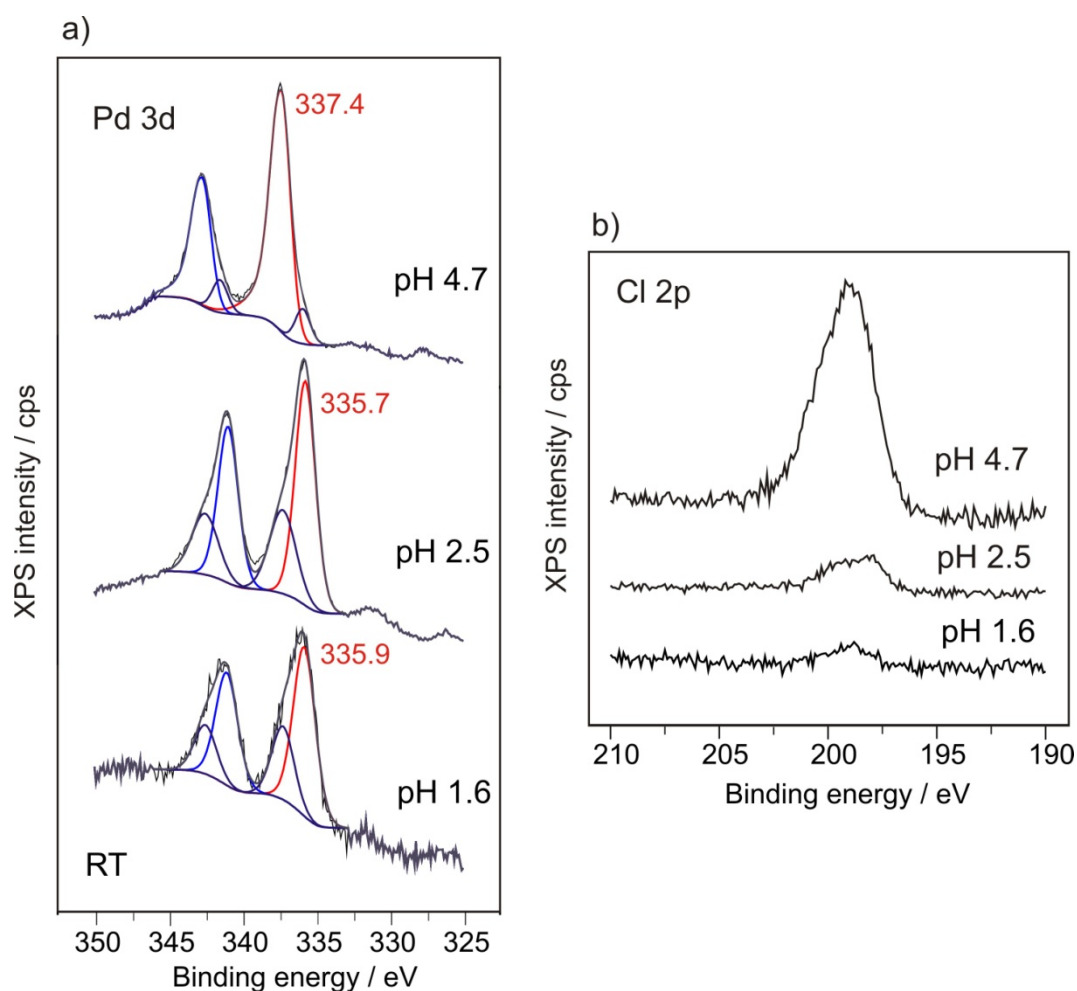 a)
Pd 3d
337.4
pH 4.7
335.7
pH 2.5
335.9
pH 1.6
RT
XPS intensity / cps
350 345 340 335 330 325
Binding energy / eV
b)
Cl 2p
pH 4.7
pH 2.5
pH 1.6
XPS intensity / cps
210 205 200 195 190
Binding energy / eV